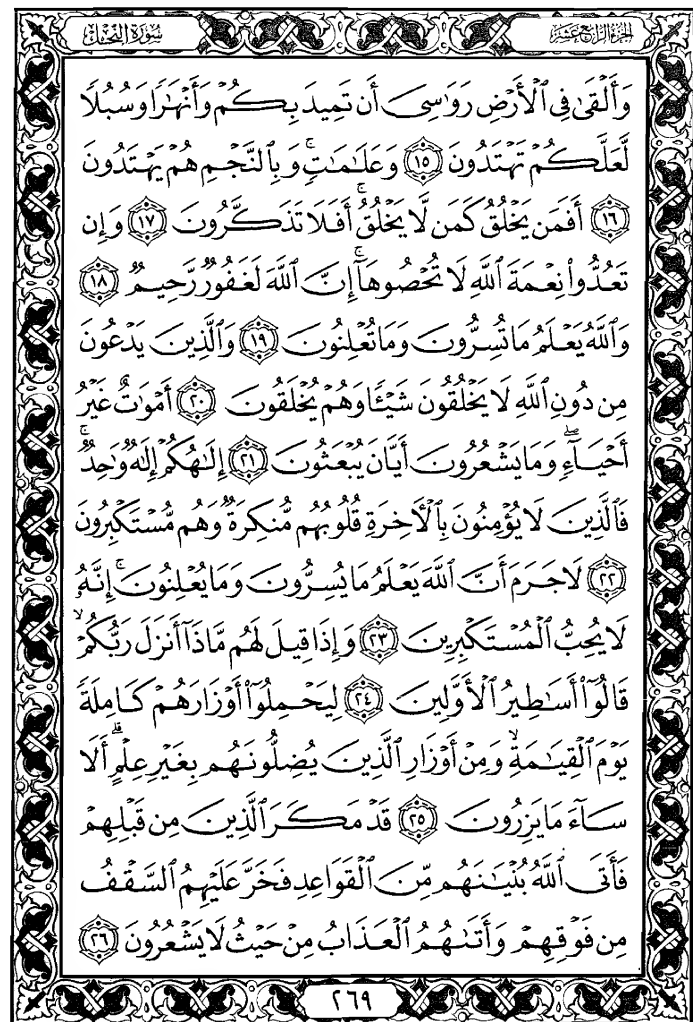 الجزء الرابع عشر
سورة النحل
وَأَلْقَىٰ فِي ٱلْأَرْضِ رَوَٰسِيَ أَن تَمِيدَ بِكُمْ وَأَنْهَٰرًا وَسُبُلًا
لَّعَلَّكُمْ تَهْتَدُونَ ١٥ وَعَلَٰمَٰتٍۚ وَبِٱلنَّجْمِ هُمْ يَهْتَدُونَ
١٦ أَفَمَن يَخْلُقُ كَمَن لَّا يَخْلُقُۚ أَفَلَا تَذَكَّرُونَ ١٧ وَإِن
تَعُدُّوا۟ نِعْمَةَ ٱللَّهِ لَا تُحْصُوهَآۚ إِنَّ ٱللَّهَ لَغَفُورٌ رَّحِيمٌ ١٨
وَٱللَّهُ يَعْلَمُ مَا تُسِرُّونَ وَمَا تُعْلِنُونَ ١٩ وَٱلَّذِينَ يَدْعُونَ
مِن دُونِ ٱللَّهِ لَا يَخْلُقُونَ شَيْـًٔا وَهُمْ يُخْلَقُونَ ٢٠ أَمْوَٰتٌ غَيْرُ
أَحْيَآءٍۖ وَمَا يَشْعُرُونَ أَيَّانَ يُبْعَثُونَ ٢١ إِلَٰهُكُمْ إِلَٰهٌ وَٰحِدٌۚ
فَٱلَّذِينَ لَا يُؤْمِنُونَ بِٱلْـَٔاخِرَةِ قُلُوبُهُم مُّنكِرَةٌ وَهُم مُّسْتَكْبِرُونَ
٢٢ لَا جَرَمَ أَنَّ ٱللَّهَ يَعْلَمُ مَا يُسِرُّونَ وَمَا يُعْلِنُونَۚ إِنَّهُۥ
لَا يُحِبُّ ٱلْمُسْتَكْبِرِينَ ٢٣ وَإِذَا قِيلَ لَهُم مَّاذَآ أَنزَلَ رَبُّكُمْۙ
قَالُوٓا۟ أَسَٰطِيرُ ٱلْأَوَّلِينَ ٢٤ لِيَحْمِلُوٓا۟ أَوْزَارَهُمْ كَامِلَةً
يَوْمَ ٱلْقِيَٰمَةِۙ وَمِنْ أَوْزَارِ ٱلَّذِينَ يُضِلُّونَهُم بِغَيْرِ عِلْمٍۗ أَلَا
سَآءَ مَا يَزِرُونَ ٢٥ قَدْ مَكَرَ ٱلَّذِينَ مِن قَبْلِهِمْ
فَأَتَى ٱللَّهُ بُنْيَٰنَهُم مِّنَ ٱلْقَوَاعِدِ فَخَرَّ عَلَيْهِمُ ٱلسَّقْفُ
مِن فَوْقِهِمْ وَأَتَىٰهُمُ ٱلْعَذَابُ مِنْ حَيْثُ لَا يَشْعُرُونَ ٢٦
٢٦٩